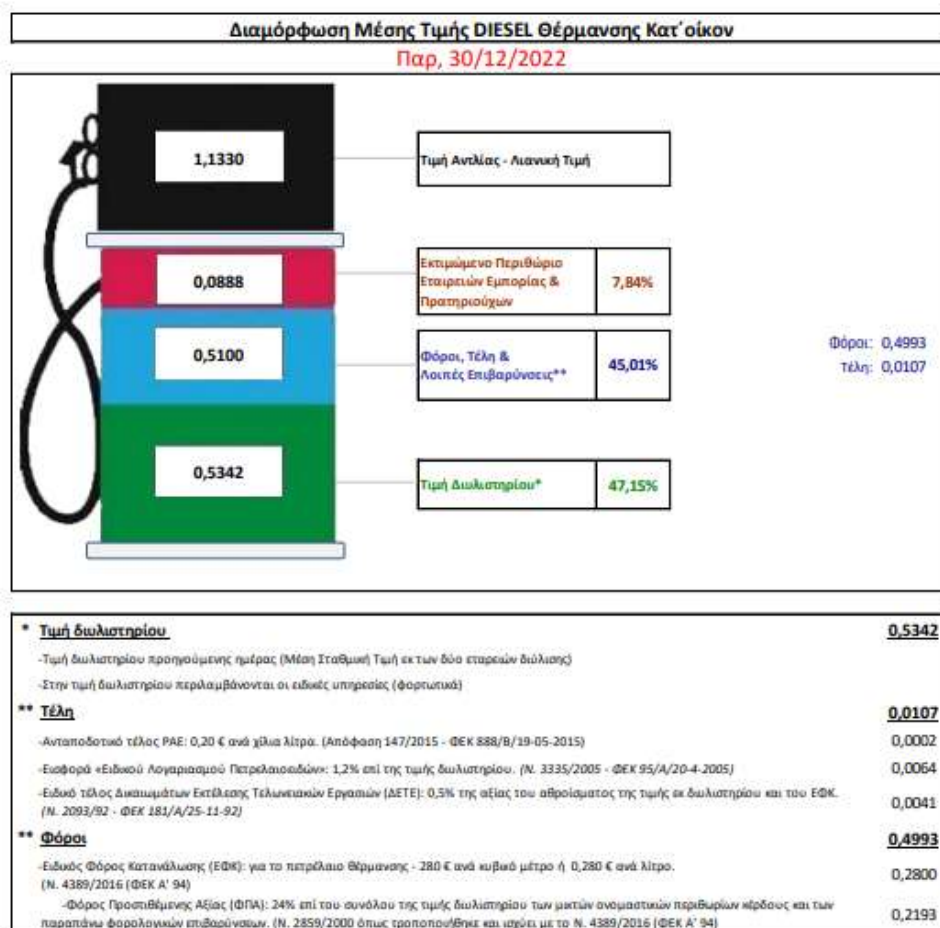 Διαμόρφωση Μέσης Τιμής DIESEL Θέρμανσης Κατ΄οίκον
Παρ, 30/12/2022
1,1330
Τιμή Αντλίας - Λιανική Τιμή
0,0888
Εκτιμώμενο Περιθώριο
Εταιρειών Εμπορίας &
Πρατηριούχων
7,84%
0,5100
Φόροι, Τέλη &
Λοιπές Επιβαρύνσεις**
45,01%
Φόροι: 0,4993
Τέλη: 0,0107
0,5342
Τιμή Διυλιστηρίου*
47,15%
* Τιμή διυλιστηρίου 0,5342
-Τιμή διυλιστηρίου προηγούμενης ημέρας (Μέση Σταθμική Τιμή εκ των δύο εταρειών διύλισης)
-Στην τιμή διυλιστηρίου περιλαμβάνονται οι ειδικές υπηρεσίες (φορτωτικά)
** Τέλη 0,0107
-Ανταποδοτικό τέλος ΡΑΕ: 0,20 € ανά χίλια λίτρα. (Απόφαση 147/2015 - ΦΕΚ 888/Β/19-05-2015) 0,0002
-Εισφορά «Ειδικού Λογαριασμού Πετρελαιοειδών»: 1,2% επί της τιμής διυλιστηρίου. (Ν. 3335/2005 - ΦΕΚ 95/Α/20-4-2005) 0,0064
-Ειδικό τέλος Δικαιωμάτων Εκτέλεσης Τελωνειακών Εργασιών (ΔΕΤΕ): 0,5% της αξίας του αθροίσματος της τιμής εκ διυλιστηρίου και του ΕΦΚ.
(Ν. 2093/92 - ΦΕΚ 181/Α/25-11-92) 0,0041
** Φόροι 0,4993
-Ειδικός Φόρος Κατανάλωσης (ΕΦΚ): για το πετρέλαιο θέρμανσης - 280 € ανά κυβικό μέτρο ή 0,280 € ανά λίτρο.
(Ν. 4389/2016 (ΦΕΚ Α' 94) 0,2800
-Φόρος Προστιθέμενης Αξίας (ΦΠΑ): 24% επί του συνόλου της τιμής διυλιστηρίου των μικτών ονομαστικών περιθωρίων κέρδους και των
παραπάνω φορολογικών επιβαρύνσεων. (Ν. 2859/2000 όπως τροποποιήθηκε και ισχύει με το Ν. 4389/2016 (ΦΕΚ Α' 94) 0,2193